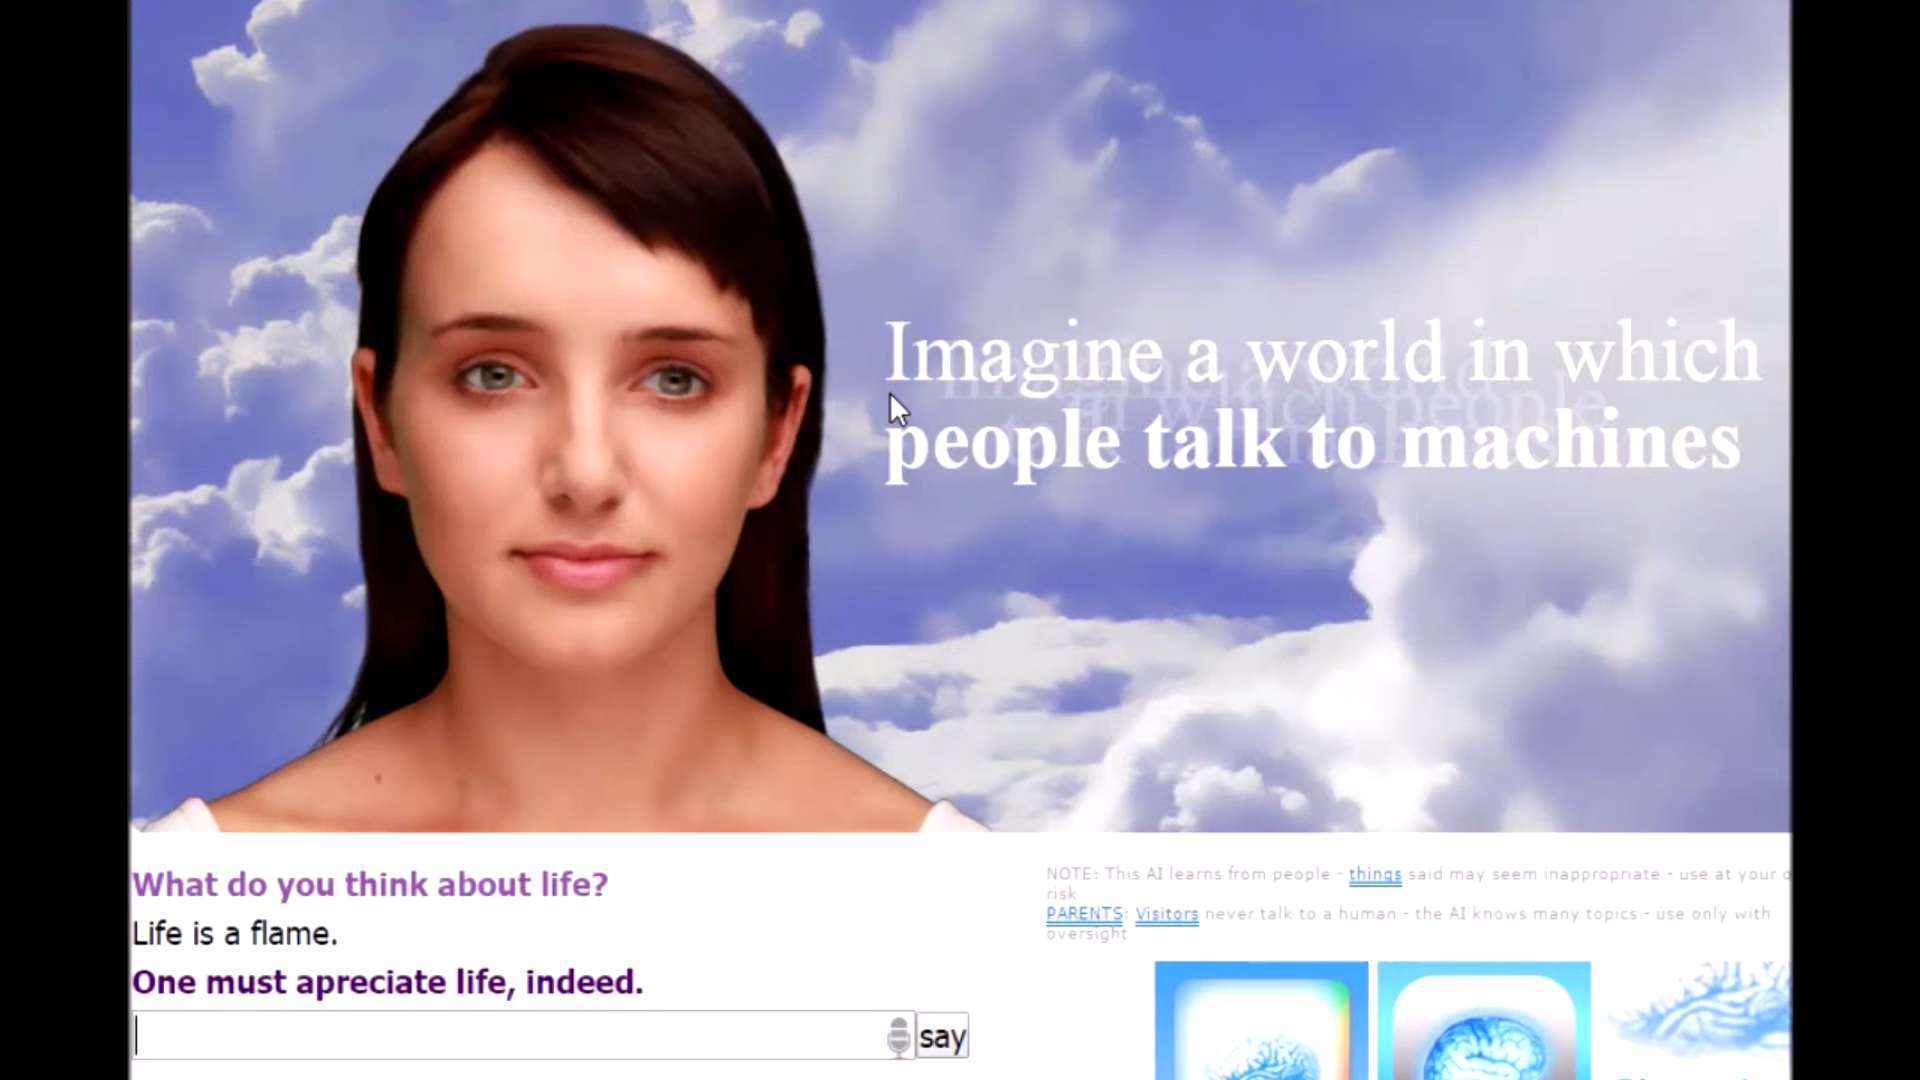 Imagine a world in which
people talk to machines
What do you think about life?
Life is a flame.
One must apreciate life, indeed.
say
NOTE: This AI learns from people - things said may seem inappropriate - use at your
risk
PARENTS: Visitors never talk to a human - the AI knows many topics - use only with
oversight